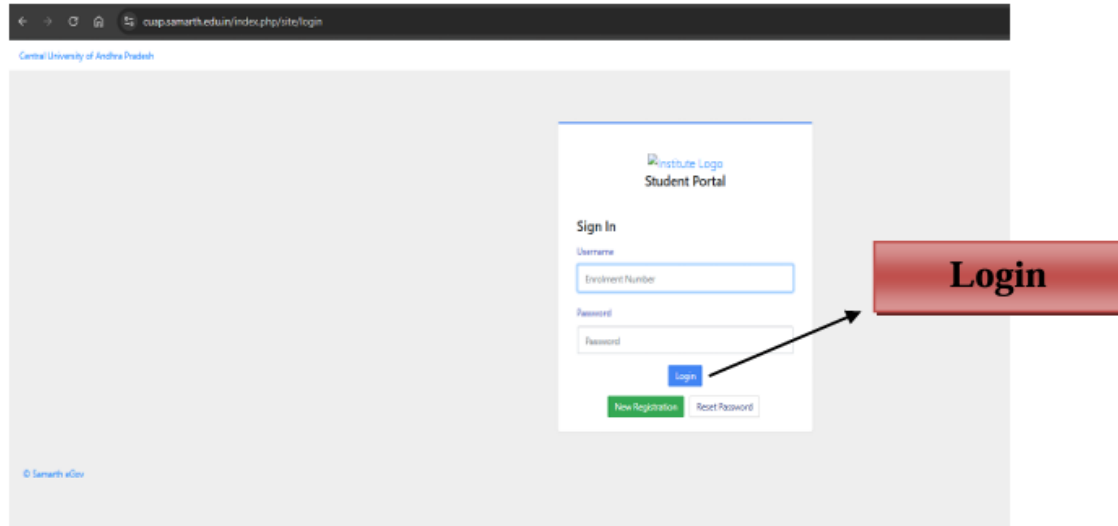 cuap.samarth.edu.in/index.php/site/login
Central University of Andhra Pradesh
Institute Logo
Student Portal
Sign In
Username
Enrolment Number
Login
Password
Password
Login
New Registration Reset Password
© Samarth eGov